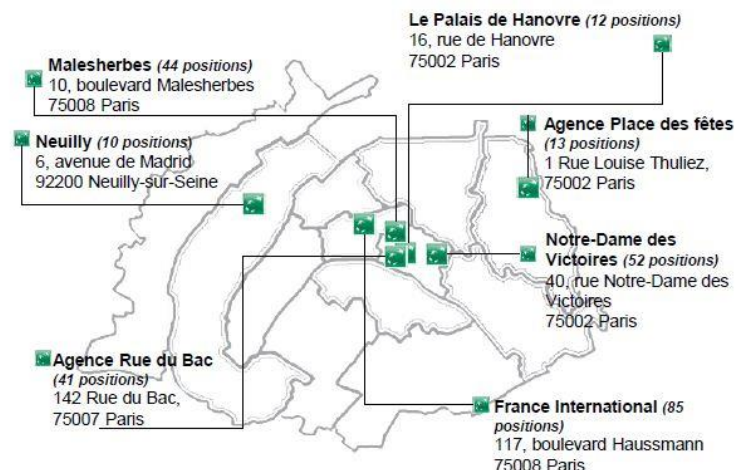 Le Palais de Hanovre (12 positions)
16, rue de Hanovre
75002 Paris
Malesherbes (44 positions)
10, boulevard Malesherbes
75008 Paris
Agence Place des fêtes
(13 positions)
1 Rue Louise Thuliez,
75002 Paris
Neuilly (10 positions)
6, avenue de Madrid
92200 Neuilly-sur-Seine
Notre-Dame des
Victoires (52 positions)
40, rue Notre-Dame des
Victoires
75002 Paris
Agence Rue du Bac
(41 positions)
142 Rue du Bac,
75007 Paris
France International (85
positions)
117, boulevard Haussmann
75008 Paris